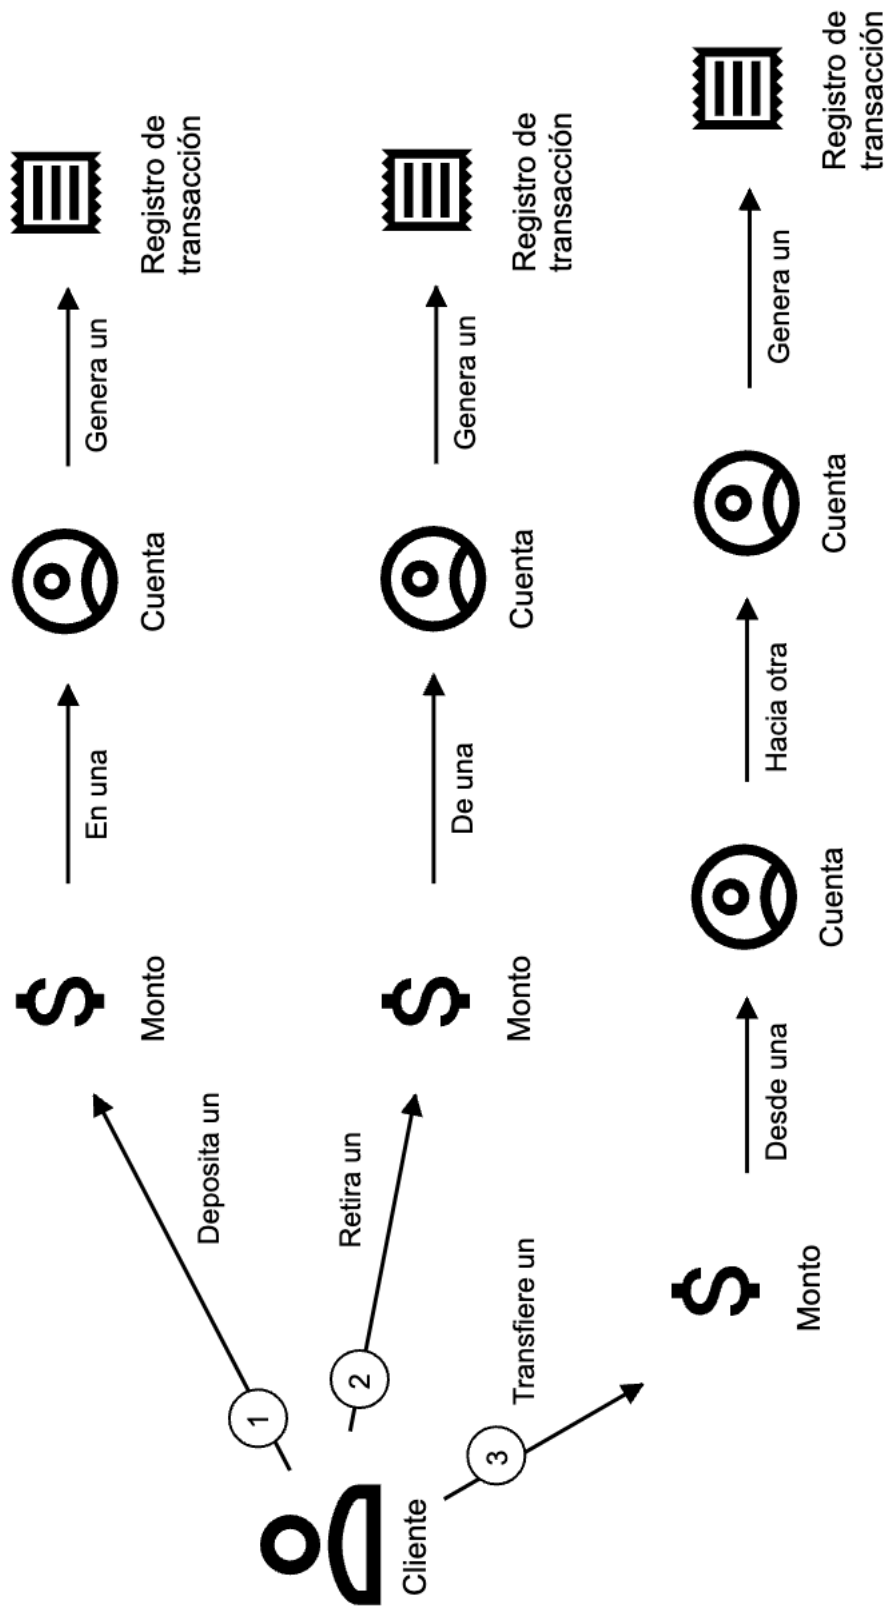 Cliente
1
Deposita un
Monto
En una
Cuenta
Genera un
Registro de
transacción
2
Retira un
Monto
De una
Cuenta
Genera un
Registro de
transacción
3
Transfiere un
Monto
Desde una
Cuenta
Hacia otra
Cuenta
Genera un
Registro de
transacción